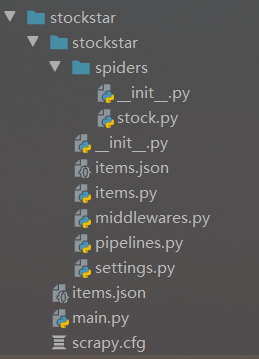 stockstar
stockstar
spiders
__init__.py
stock.py
__init__.py
items.json
items.py
middlewares.py
pipelines.py
settings.py
items.json
main.py
scrapy.cfg